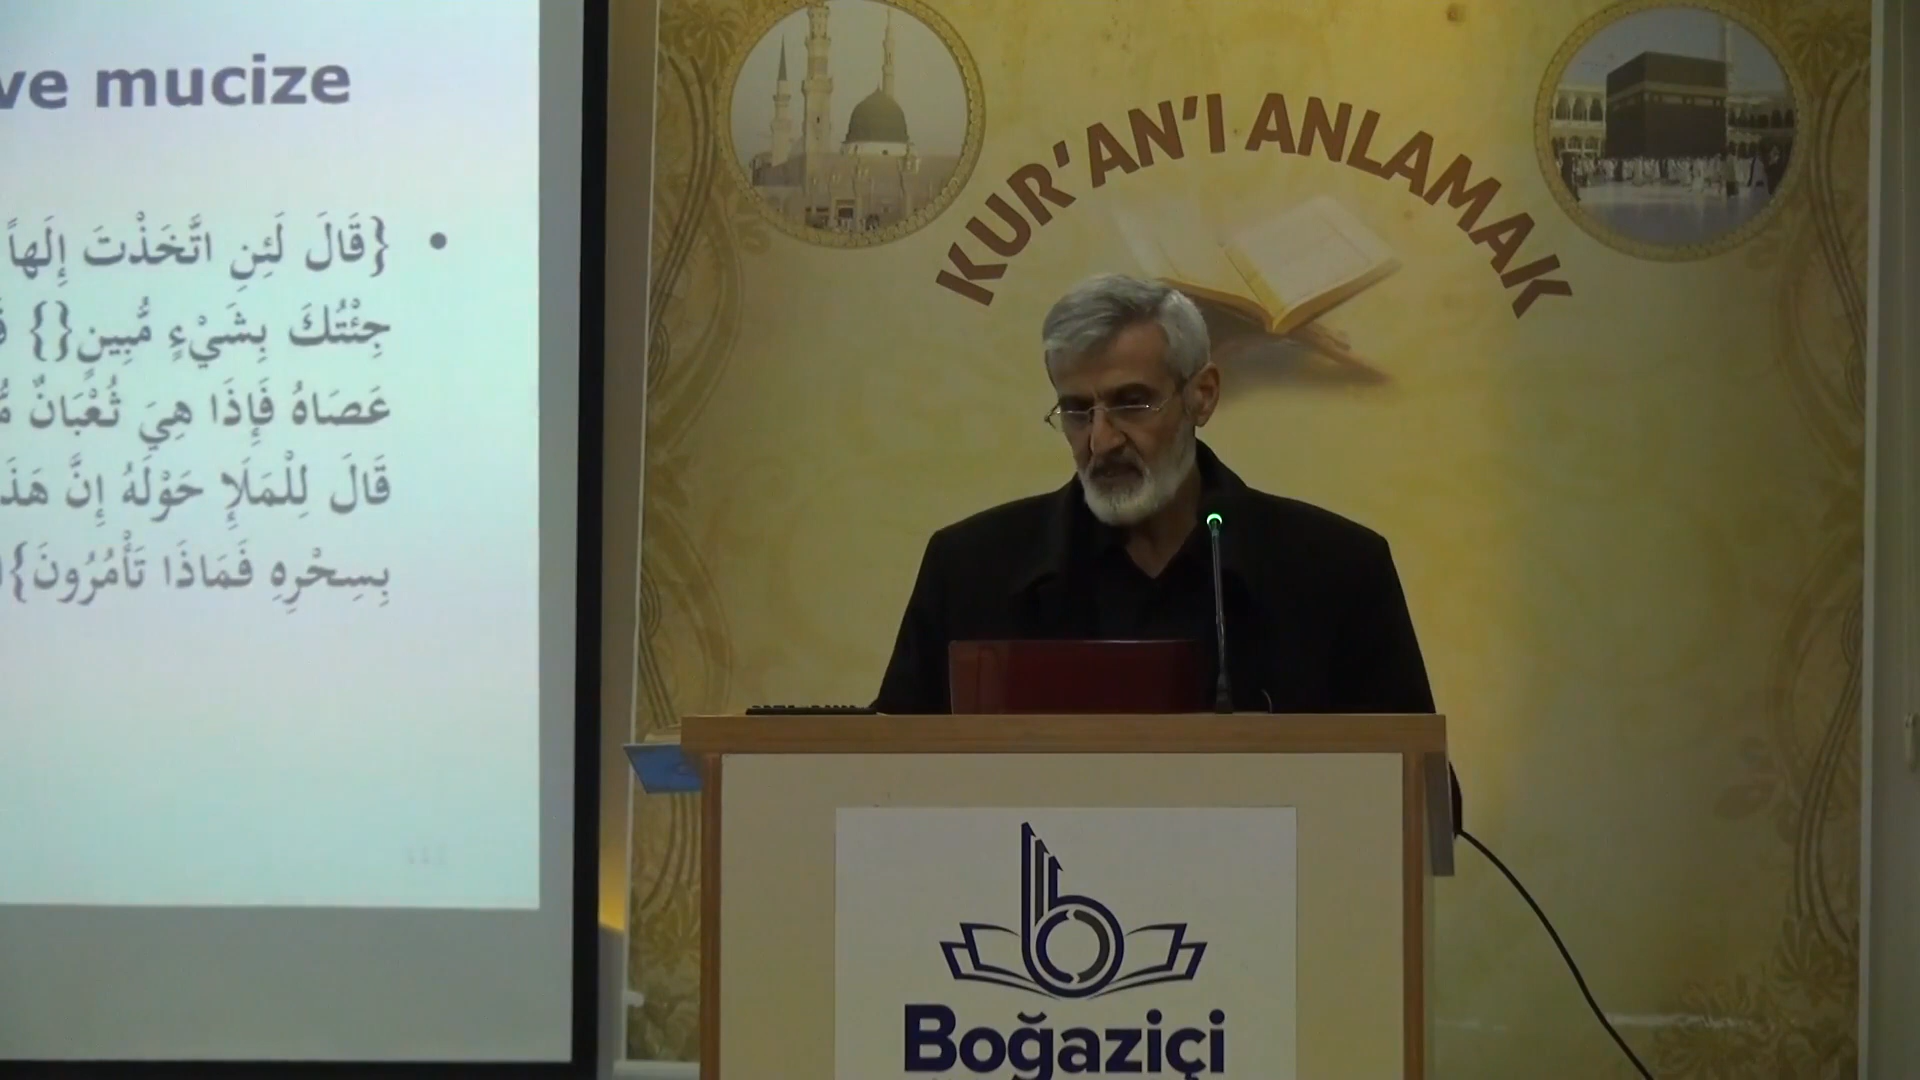 ve mucize
• {قَالَ لَئِنِ اتَّخَذْتَ إِلَهاً
جِئْتُكَ بِشَيْءٍ مُّبِينٍ{}
عَصَاهُ فَإِذَا هِيَ ثُعْبَانٌ
قَالَ لِلْمَلَإِ حَوْلَهُ إِنَّ هَذَ
بِسِحْرِهِ فَمَاذَا تَأْمُرُونَ}
KUR'AN'I ANLAMAK
Boğaziçi